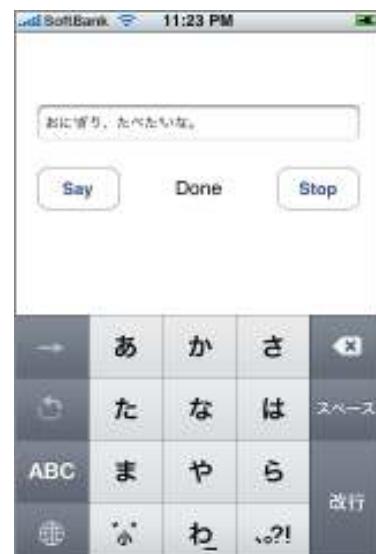 SoftBank 11:23 PM
おにぎり、たべたいな。
Say Done Stop
→ あ か さ
た な は スペース
ABC ま や ら
改行
小 わ 、。?!